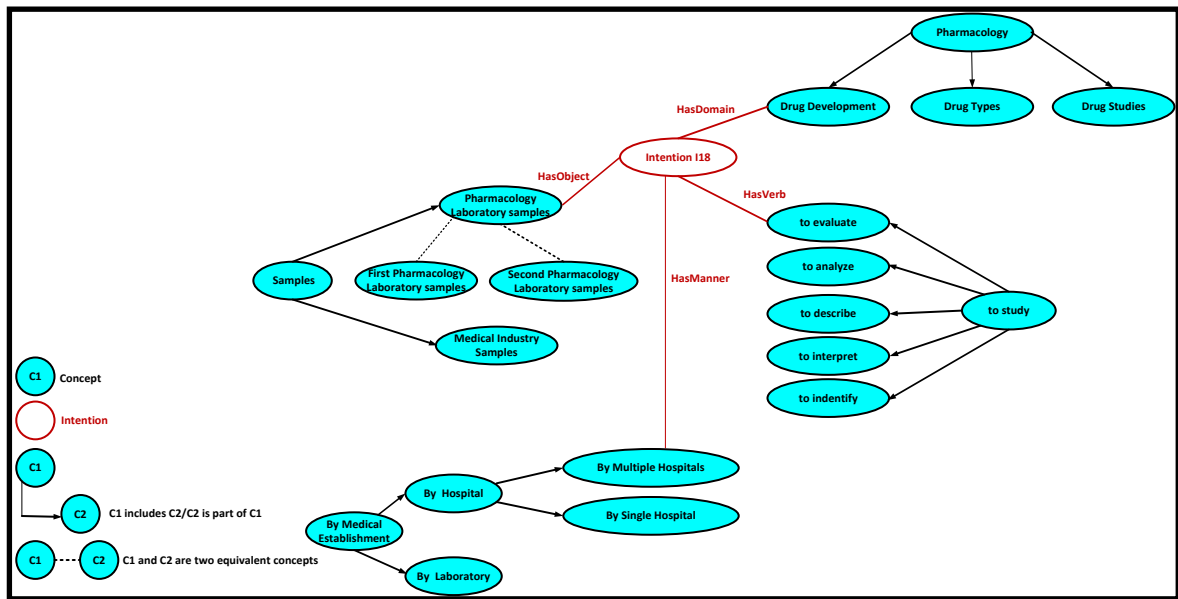 Pharmacology
Drug Development
Drug Types
Drug Studies
HasDomain
Intention I18
HasObject
HasVerb
Pharmacology
Laboratory samples
to evaluate
to analyze
First Pharmacology
Laboratory samples
Second Pharmacology
Laboratory samples
Samples
HasManner
to describe
to study
Medical Industry
Samples
to interpret
to indentify
C1
Concept
Intention
C1
C2
C1 includes C2/C2 is part of C1
C1
C2
C1 and C2 are two equivalent concepts
By Multiple Hospitals
By Hospital
By Single Hospital
By Medical
Establishment
By Laboratory